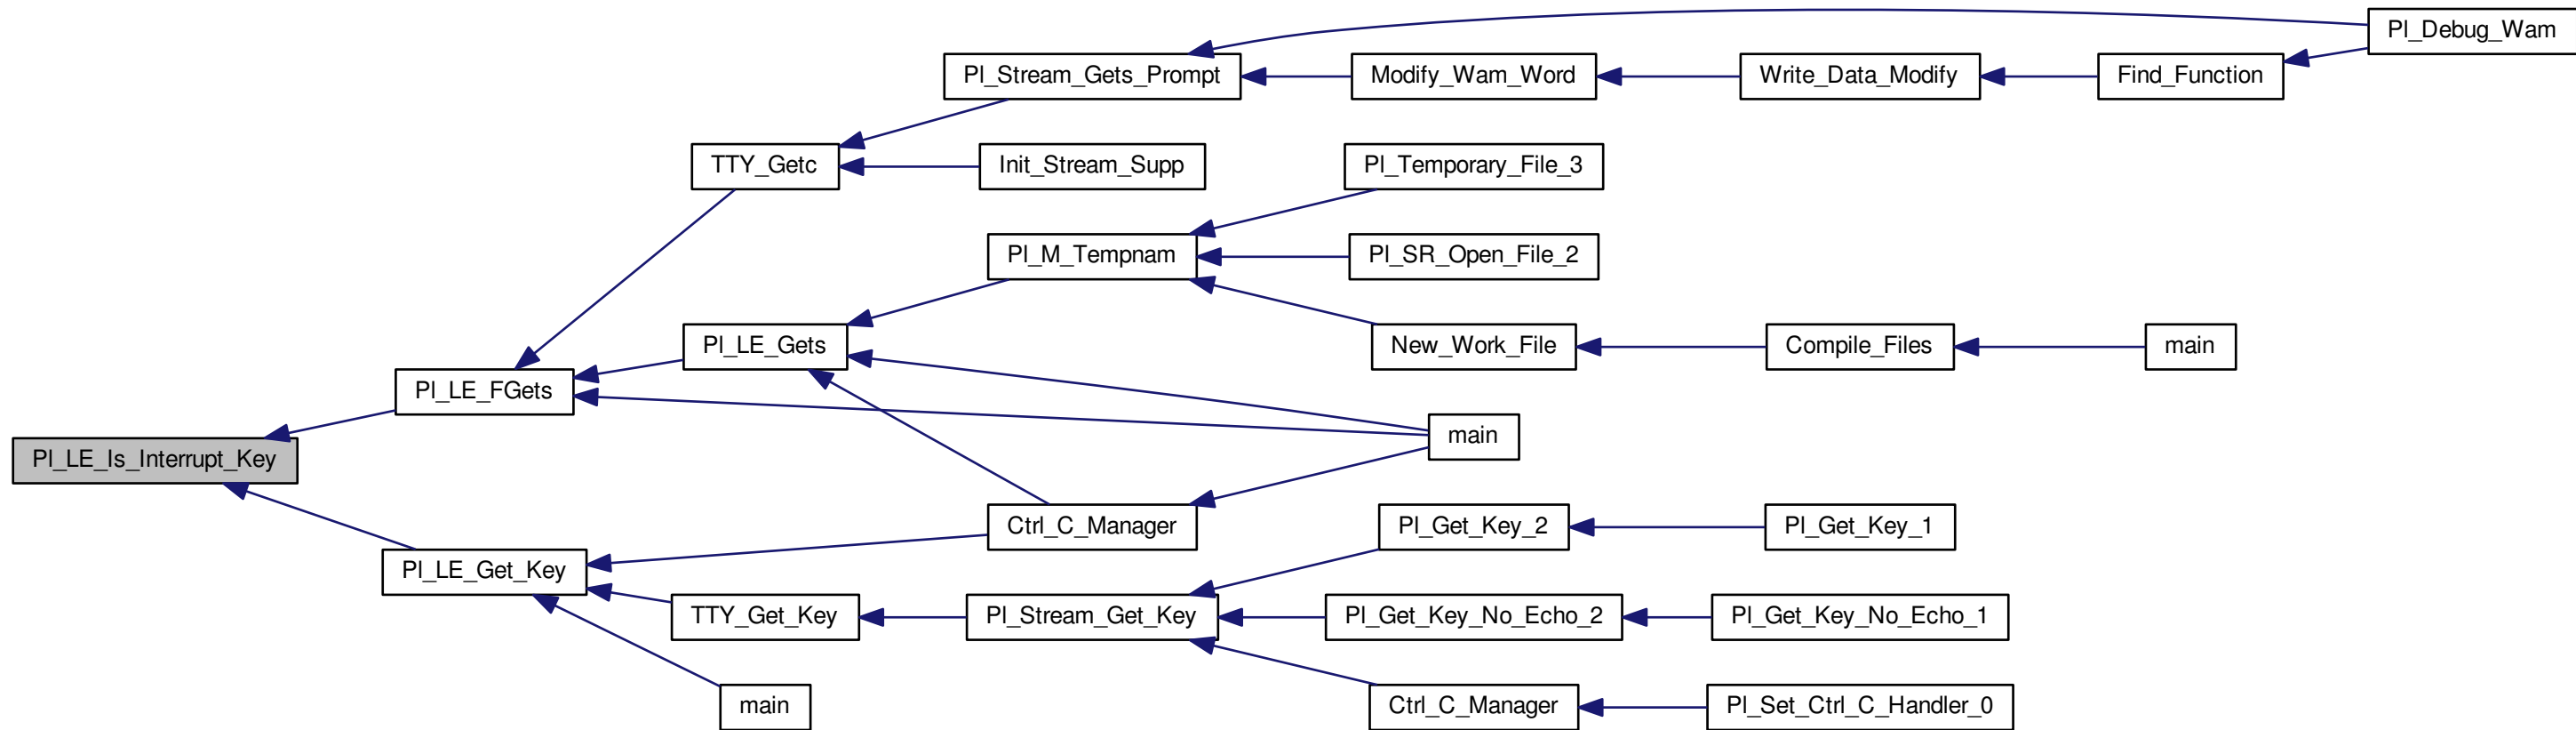 Pl_Debug_Wam
Pl_Stream_Gets_Prompt
Modify_Wam_Word
Write_Data_Modify
Find_Function
TTY_Getc
Init_Stream_Supp
Pl_Temporary_File_3
Pl_M_Tempnam
Pl_SR_Open_File_2
Pl_LE_Gets
New_Work_File
Compile_Files
main
Pl_LE_FGets
main
Pl_LE_Is_Interrupt_Key
Ctrl_C_Manager
Pl_Get_Key_2
Pl_Get_Key_1
Pl_LE_Get_Key
TTY_Get_Key
Pl_Stream_Get_Key
Pl_Get_Key_No_Echo_2
Pl_Get_Key_No_Echo_1
main
Ctrl_C_Manager
Pl_Set_Ctrl_C_Handler_0